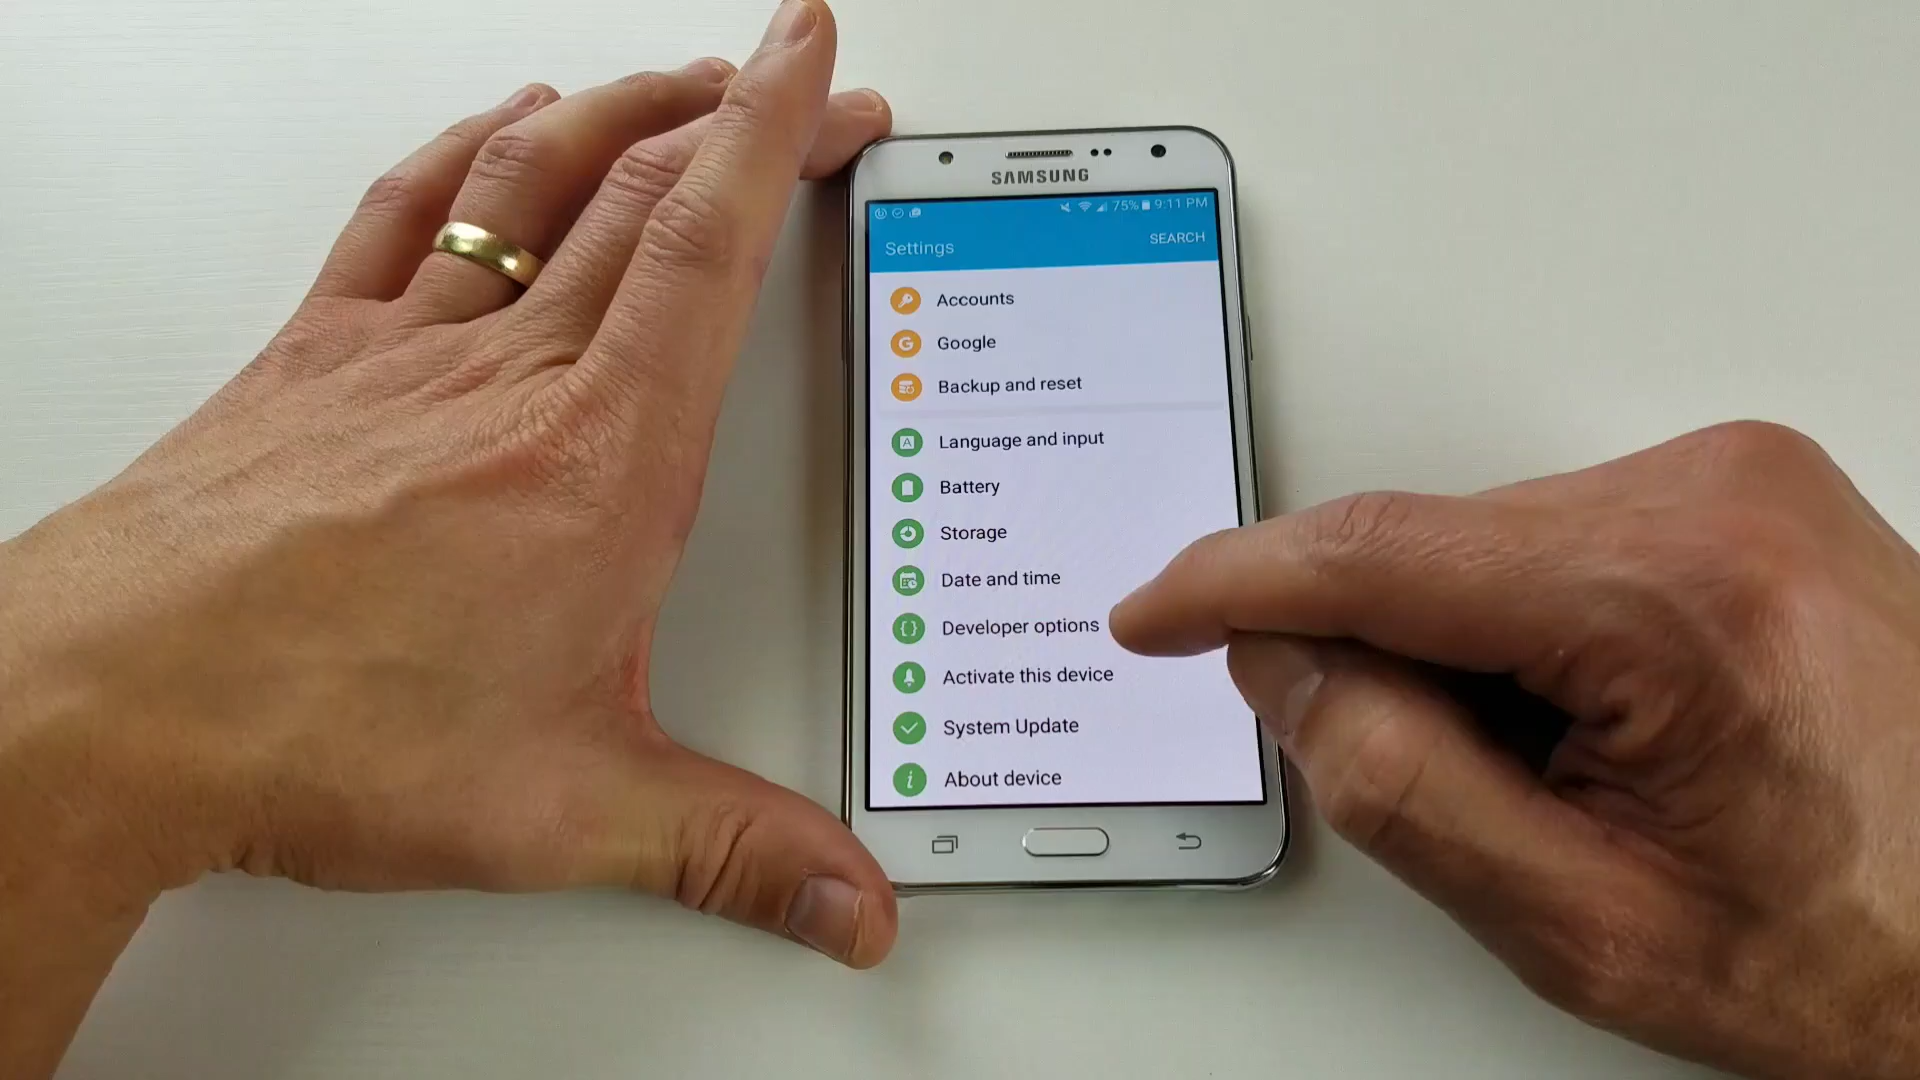 SAMSUNG
75% 9:11 PM
Settings SEARCH
Accounts
Google
Backup and reset
Language and input
Battery
Storage
Date and time
Developer options
Activate this device
System Update
About device